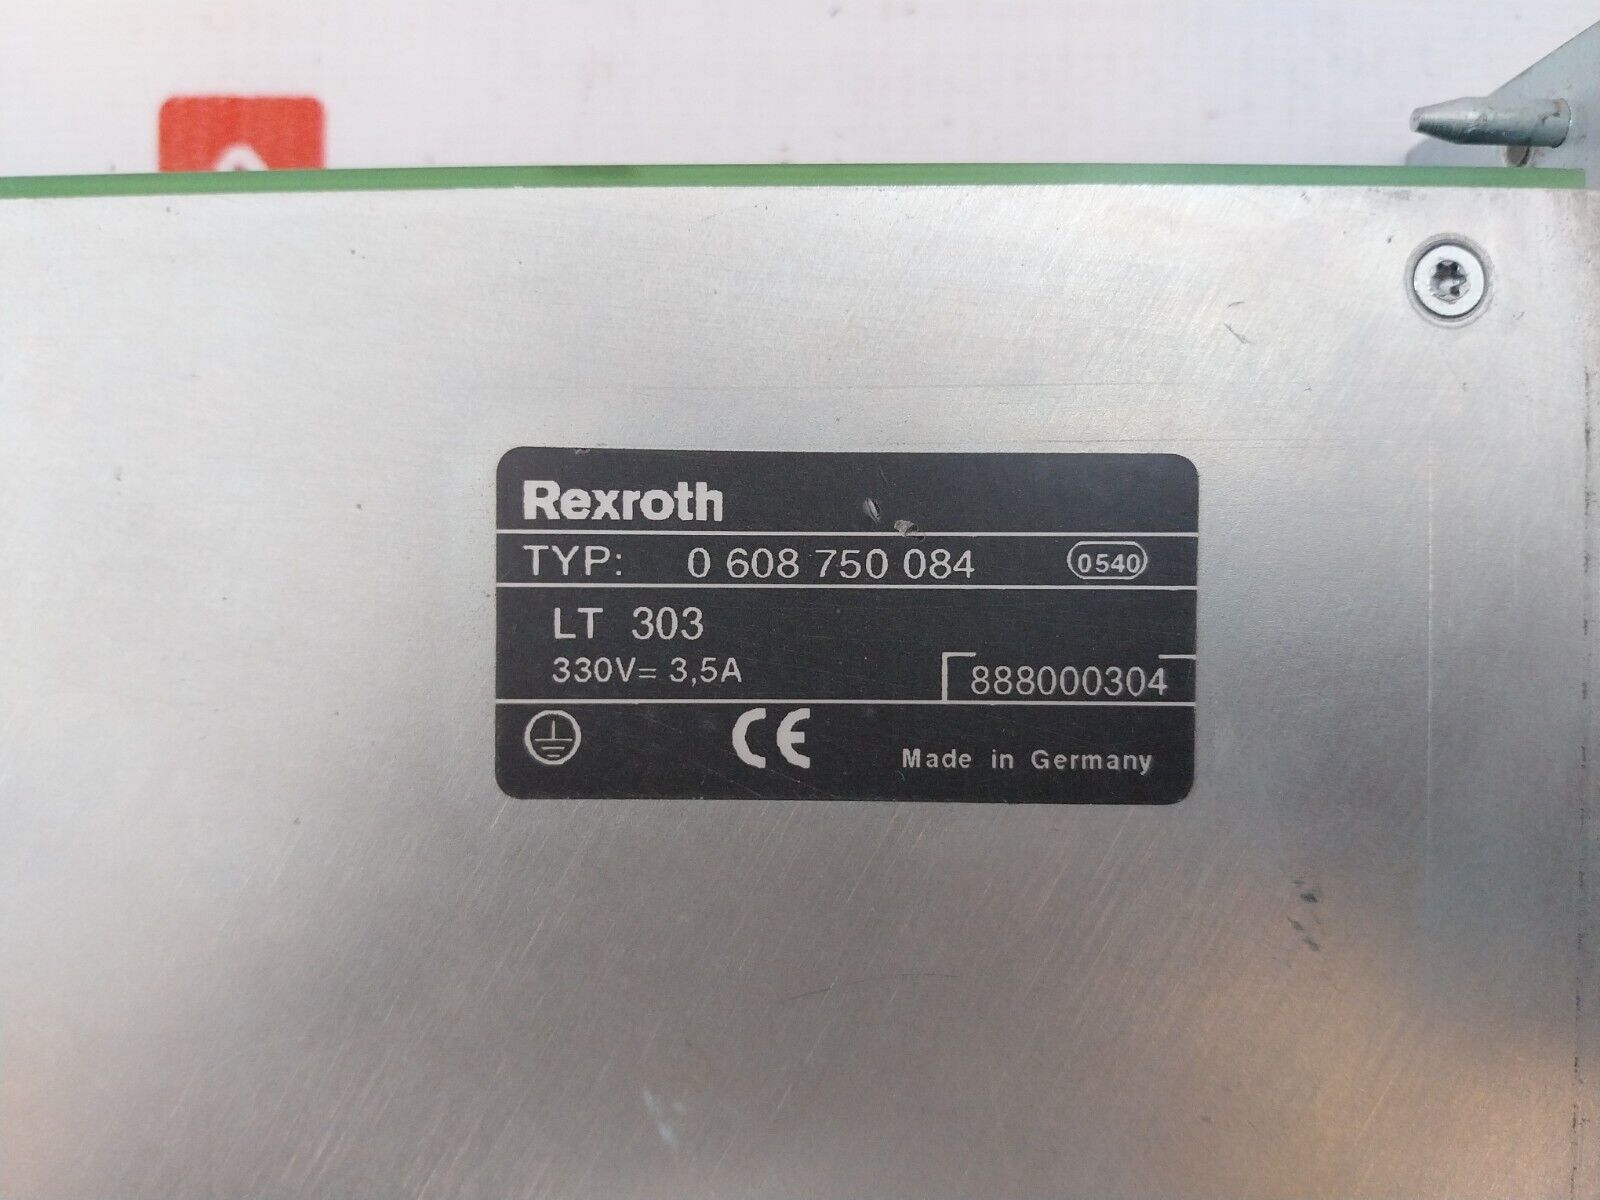 Rexroth
TYP: 0 608 750 084 0540
LT 303
330V= 3,5A 888000304
CE
Made in Germany